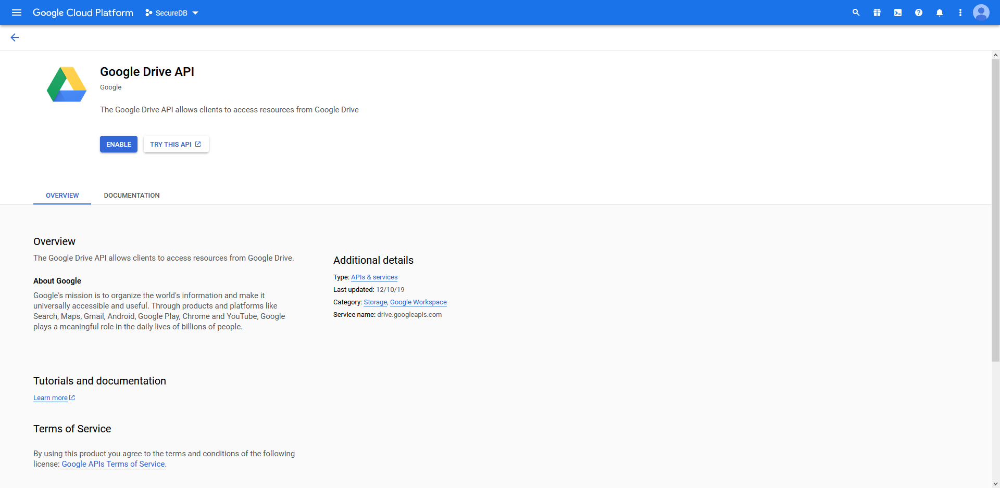 Google Cloud Platform SecureDB
Google Drive API
Google
The Google Drive API allows clients to access resources from Google Drive
ENABLE TRY THIS API
OVERVIEW DOCUMENTATION
Overview
The Google Drive API allows clients to access resources from Google Drive.
About Google
Google's mission is to organize the world's information and make it
universally accessible and useful. Through products and platforms like
Search, Maps, Gmail, Android, Google Play, Chrome and YouTube, Google
plays a meaningful role in the daily lives of billions of people.
Additional details
Type: APIs & services
Last updated: 12/10/19
Category: Storage, Google Workspace
Service name: drive.googleapis.com
Tutorials and documentation
Learn more
Terms of Service
By using this product you agree to the terms and conditions of the following
license: Google APIs Terms of Service.